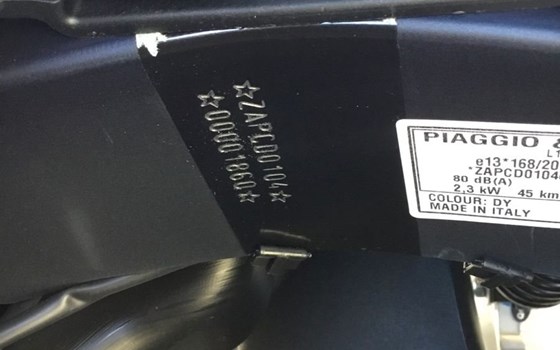 ☆ZAPCD0104☆
☆00001860☆
PIAGGIO &
L1
e13*168/20
*ZAPCD0104
80 dB(A)
2,3 kW 45 km
COLOUR: DY
MADE IN ITALY